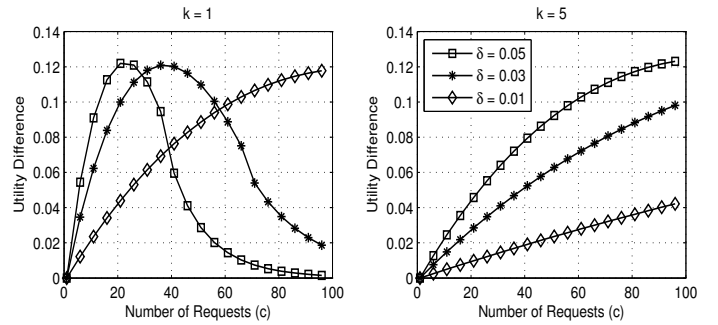 k = 1
0.14
0.12
0.1
0.08
0.06
0.04
0.02
0
Utility Difference
0 20 40 60 80 100
Number of Requests (c)
k = 5
0.14
0.12
0.1
0.08
0.06
0.04
0.02
0
Utility Difference
δ = 0.05
δ = 0.03
δ = 0.01
0 20 40 60 80 100
Number of Requests (c)